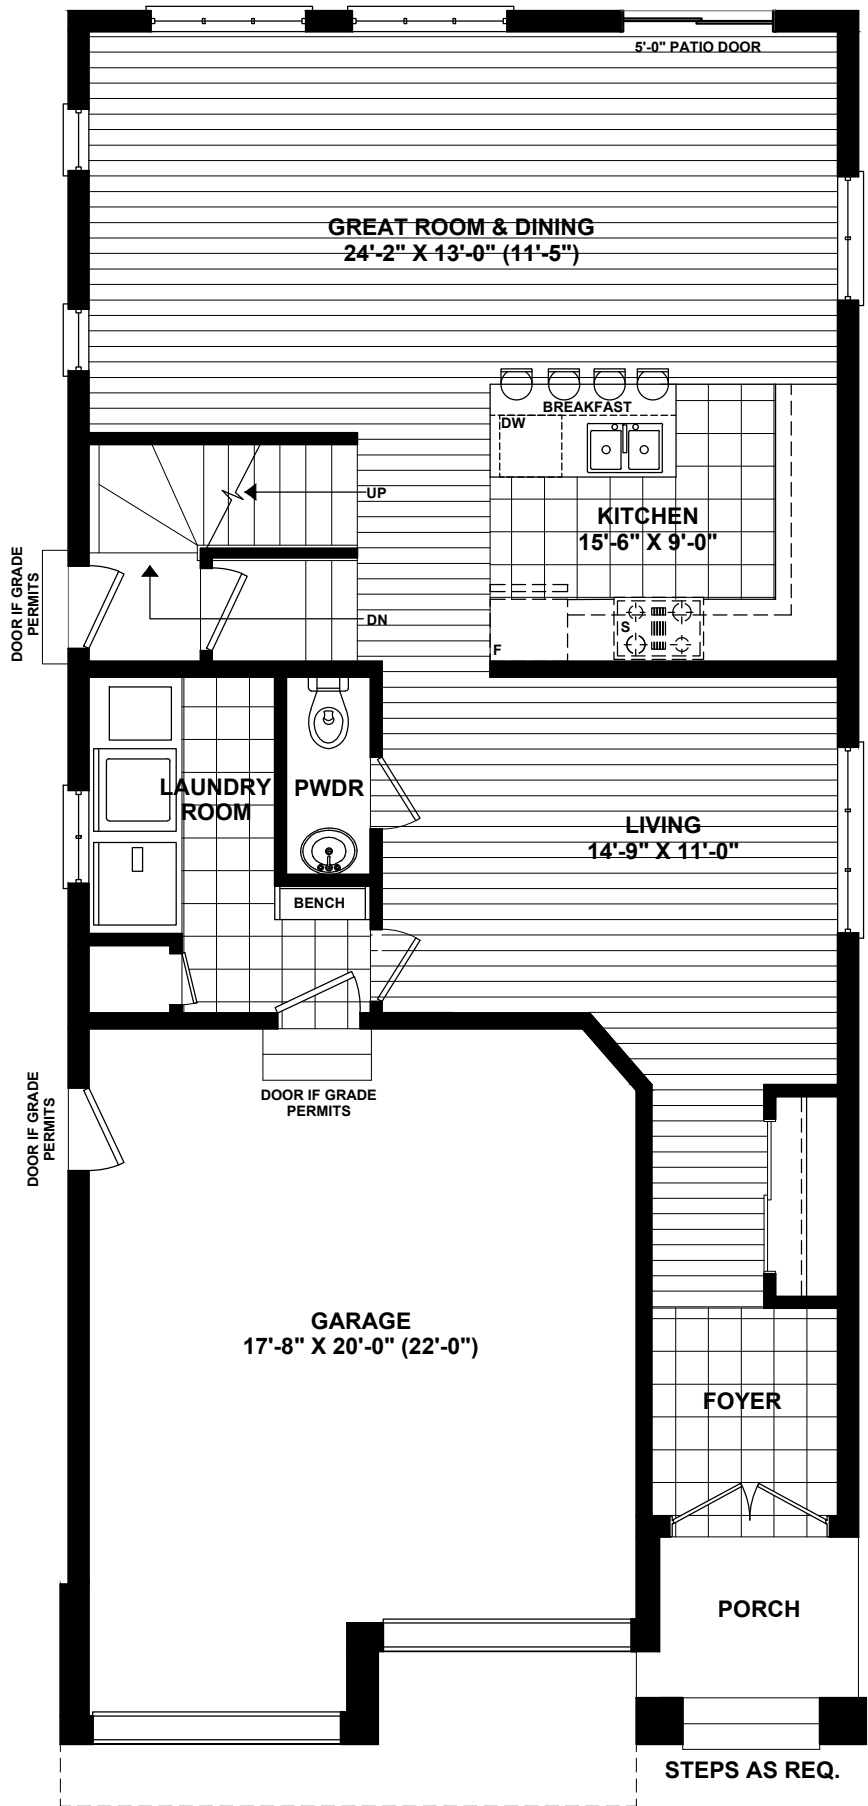 5'-0" PATIO DOOR
GREAT ROOM & DINING
24'-2" X 13'-0" (11'-5")
BREAKFAST
DW
UP
KITCHEN
15'-6" X 9'-0"
DOOR IF GRADE
PERMITS
DN
S
F
LAUNDRY
ROOM
PWDR
LIVING
14'-9" X 11'-0"
BENCH
DOOR IF GRADE
PERMITS
DOOR IF GRADE
PERMITS
GARAGE
17'-8" X 20'-0" (22'-0")
FOYER
PORCH
STEPS AS REQ.